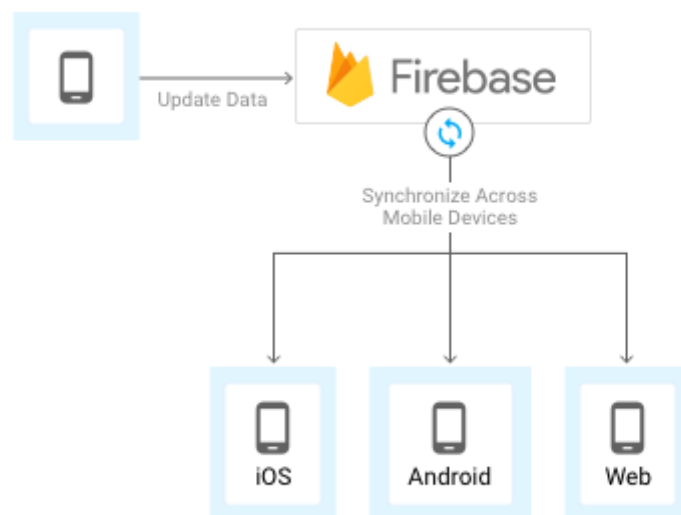 Firebase
Update Data
Synchronize Across
Mobile Devices
iOS
Android
Web